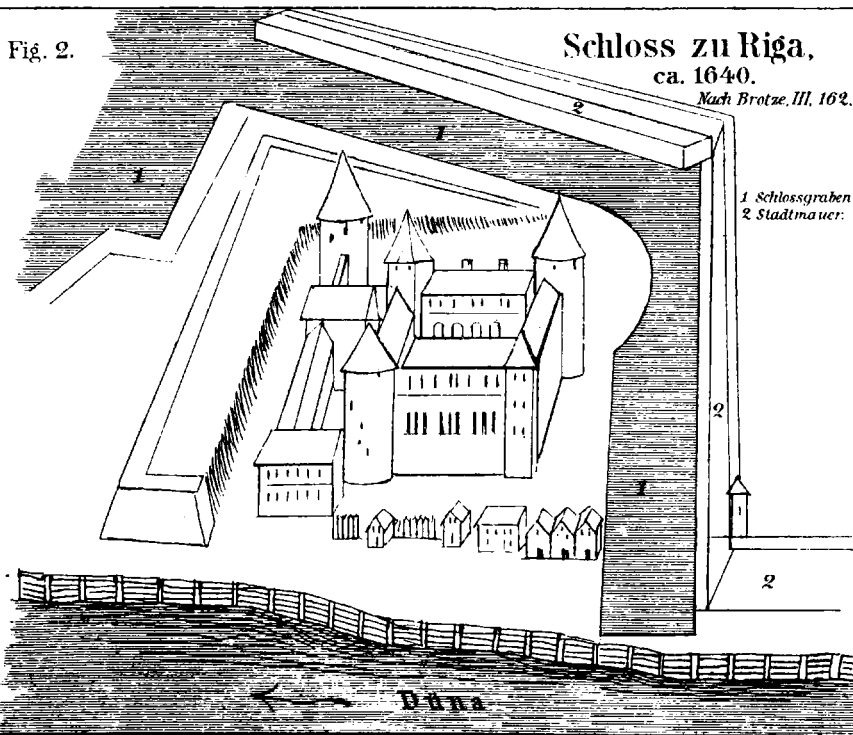 Fig. 2.
Schloss zu Riga,
ca. 1640.
Nach Brotze, III, 162.
2
1
1
1 Schlossgraben
2 Stadtmauer.
2
1
2
Düna